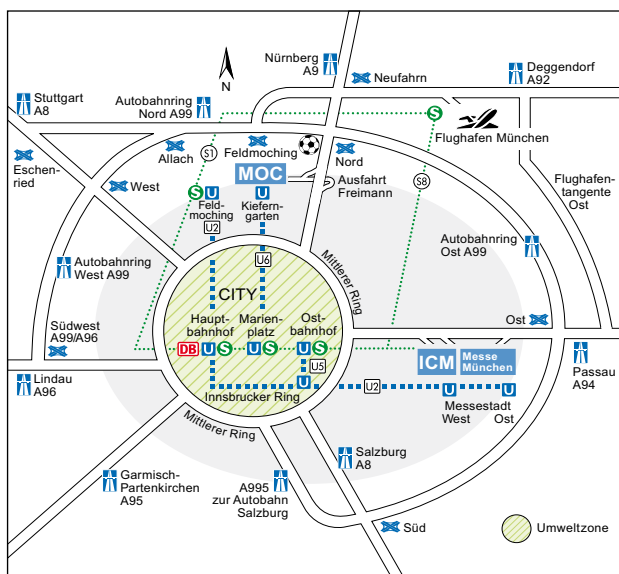 Nürnberg
A9
Neufahrn
Deggendorf
A92
N
Stuttgart
A8
Autobahnring
Nord A99
S
Flughafen München
Allach
Feldmoching
Nord
S1
Eschen-
ried
West
MOC
Ausfahrt
Freimann
S8
Flughafen-
tangente
Ost
S
U
U
Feld-
moching
Kiefern-
garten
U2
Autobahnring
West A99
Mittlerer Ring
Autobahnring
Ost A99
U6
CITY
Südwest
A99/A96
Haupt-
bahnhof
Marien-
platz
Ost-
bahnhof
Ost
DB
U
S
U
S
U
S
ICM
Messe
München
U5
Lindau
A96
Passau
A94
U
Innsbrucker Ring
U2
U
U
Messestadt
West
Ost
Mittlerer Ring
Salzburg
A8
Garmisch-
Partenkirchen
A95
A995
zur Autobahn
Salzburg
Süd
Umweltzone